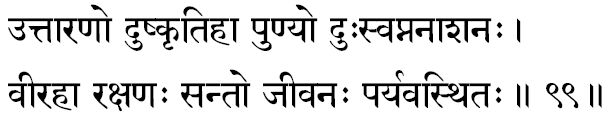 उत्तारणो दुष्कृतिहा पुण्यो दुःस्वप्ननाशनः ।
वीरहा रक्षणः सन्तो जीवनः पर्यवस्थितः ॥ ९९ ॥